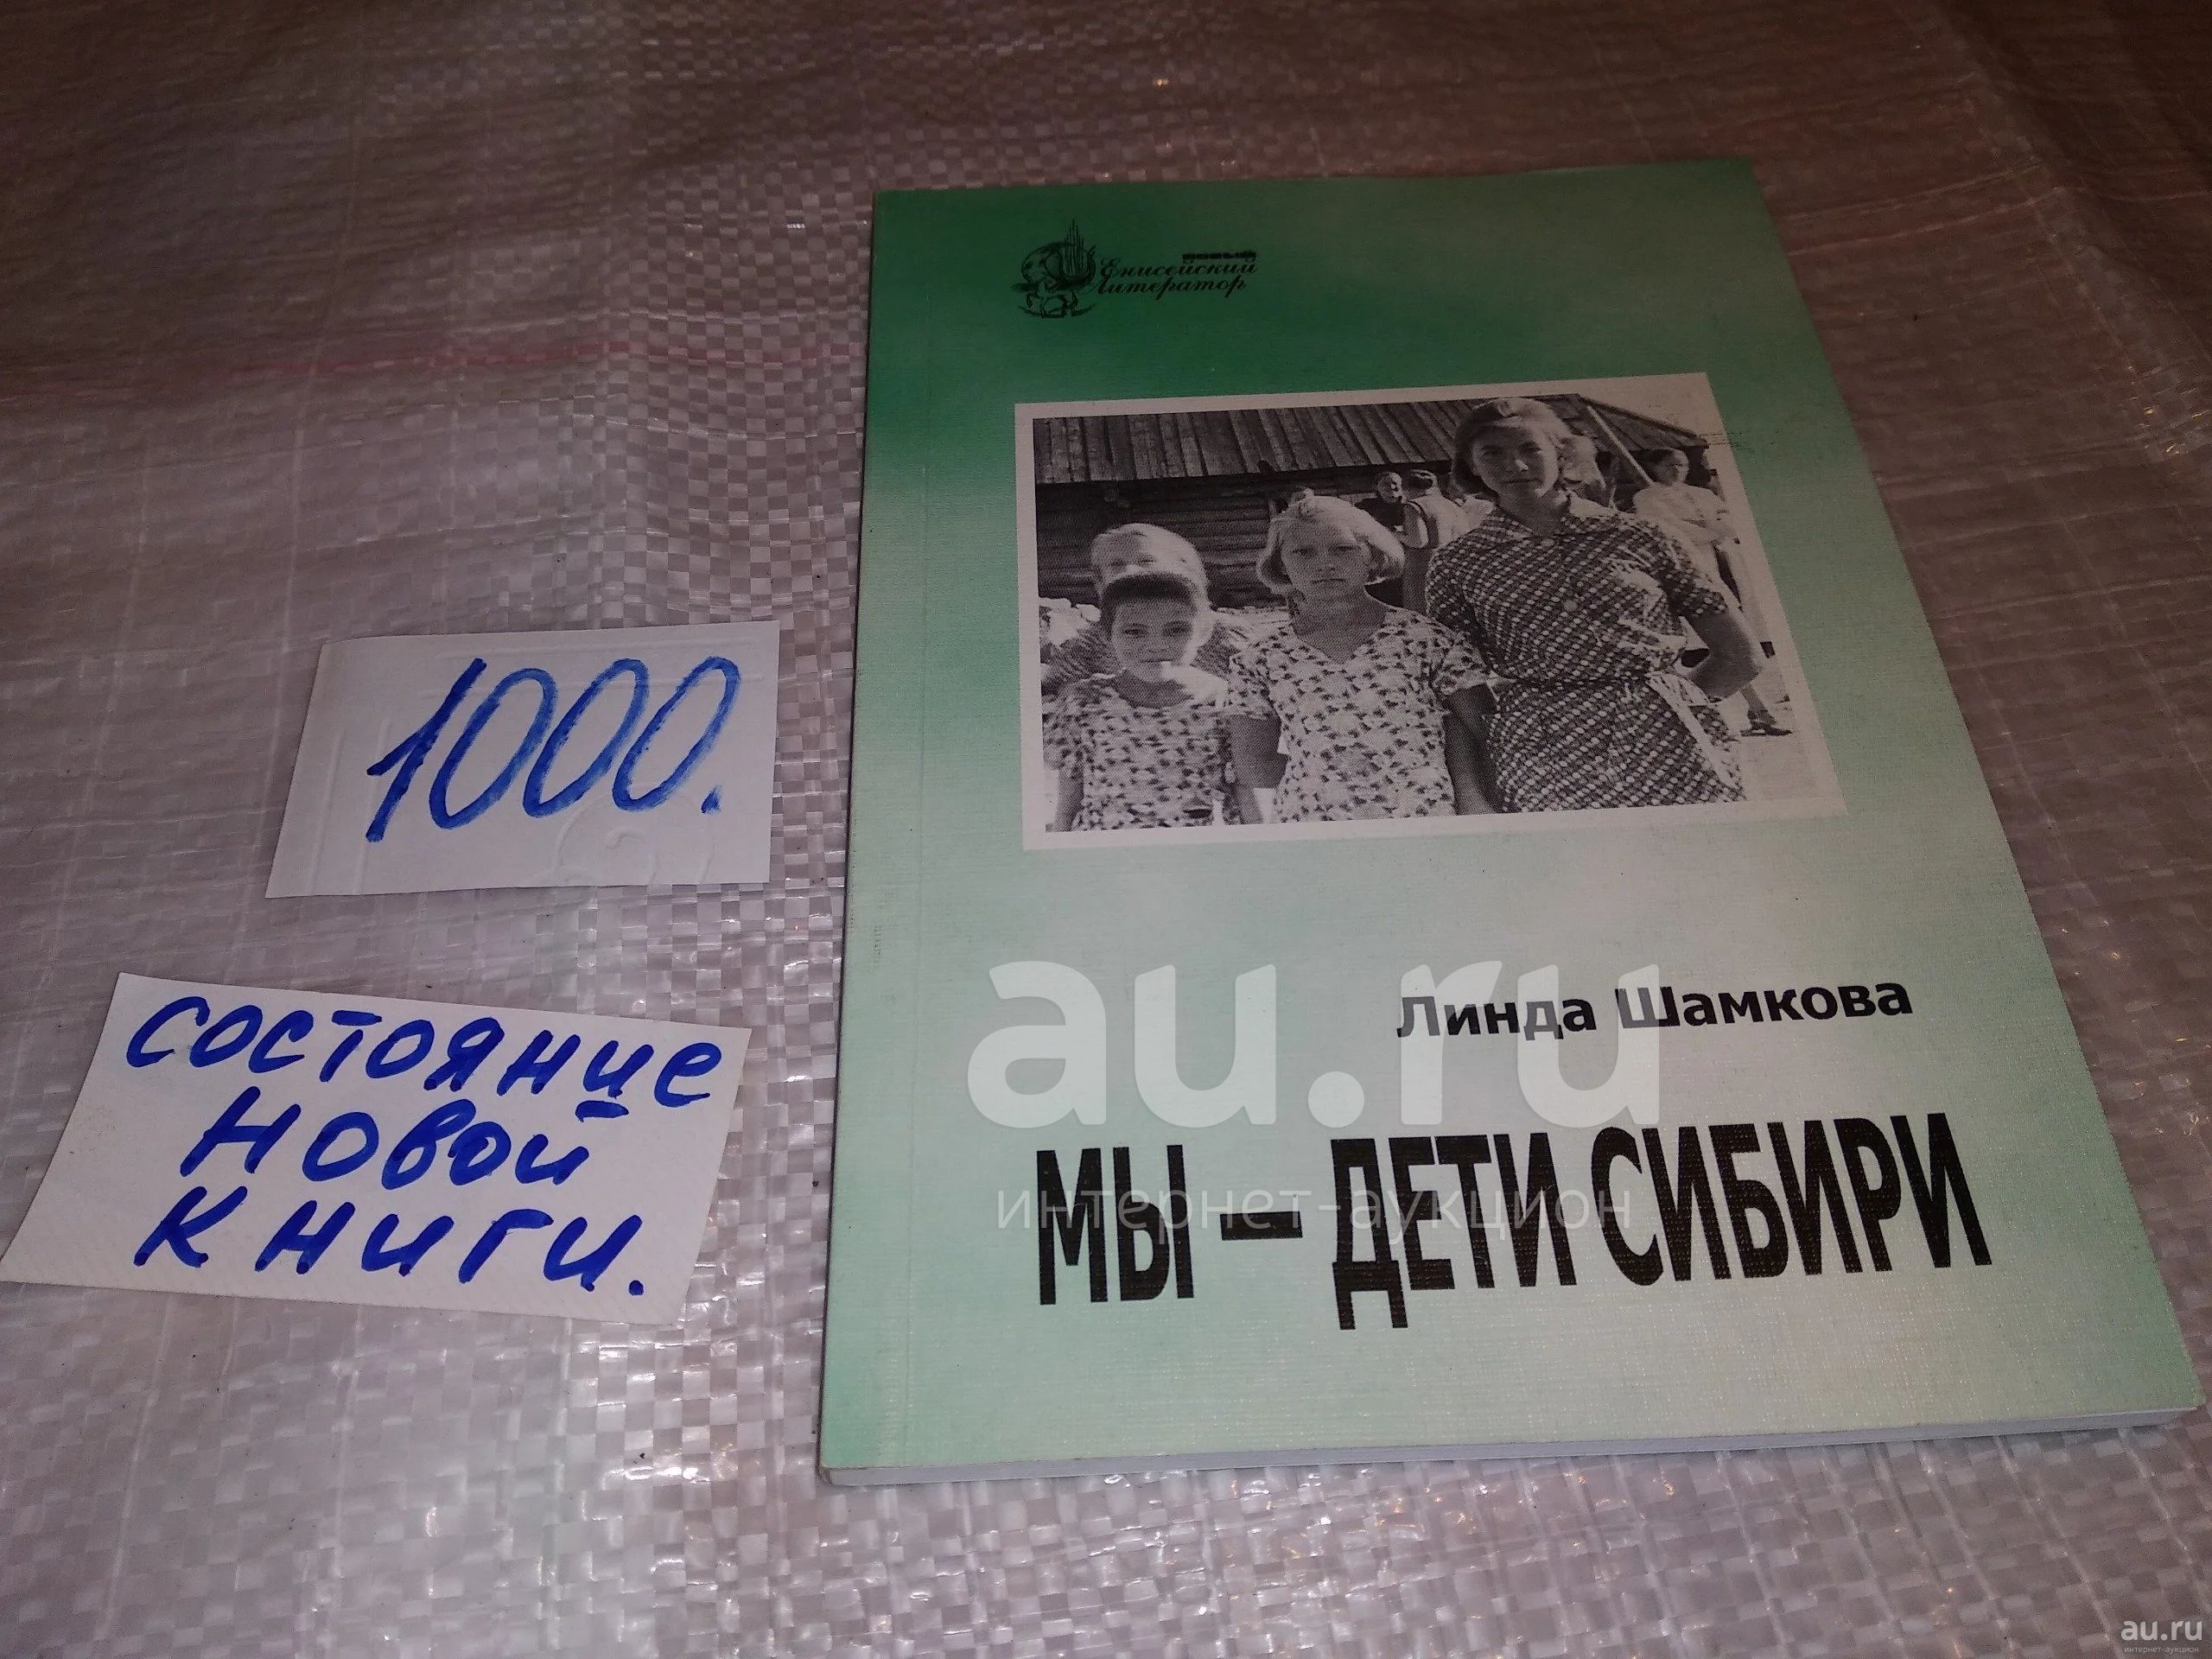 новый
Енисейский
Литератор
1000.
состояние
новой
книги.
Линда Шамкова
au.ru
МЫ – ДЕТИ СИБИРИ
интернет-аукцион
au.ru
интернет-аукцион